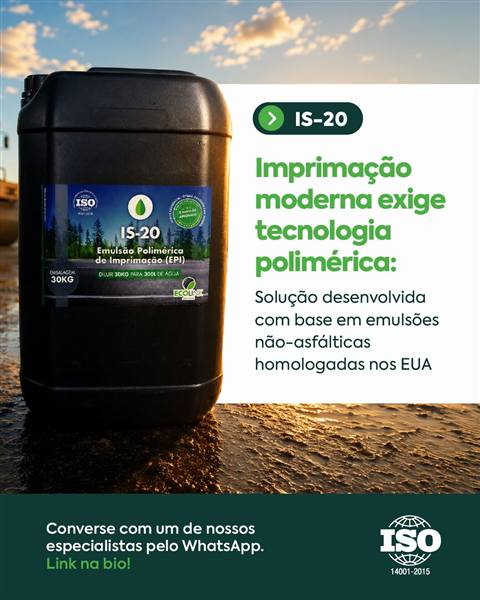 IS-20
Imprimação
moderna exige
tecnologia
polimérica:
Solução desenvolvida
com base em emulsões
não-asfálticas
homologadas nos EUA
ISO
IS-20
Emulsão Polimérica
de Imprimação (EPI)
EMBALAGEM
30KG
DILUIR 30KG PARA 200L DE ÁGUA
Converse com um de nossos
especialistas pelo WhatsApp.
Link na bio!
ISO
14001-2015